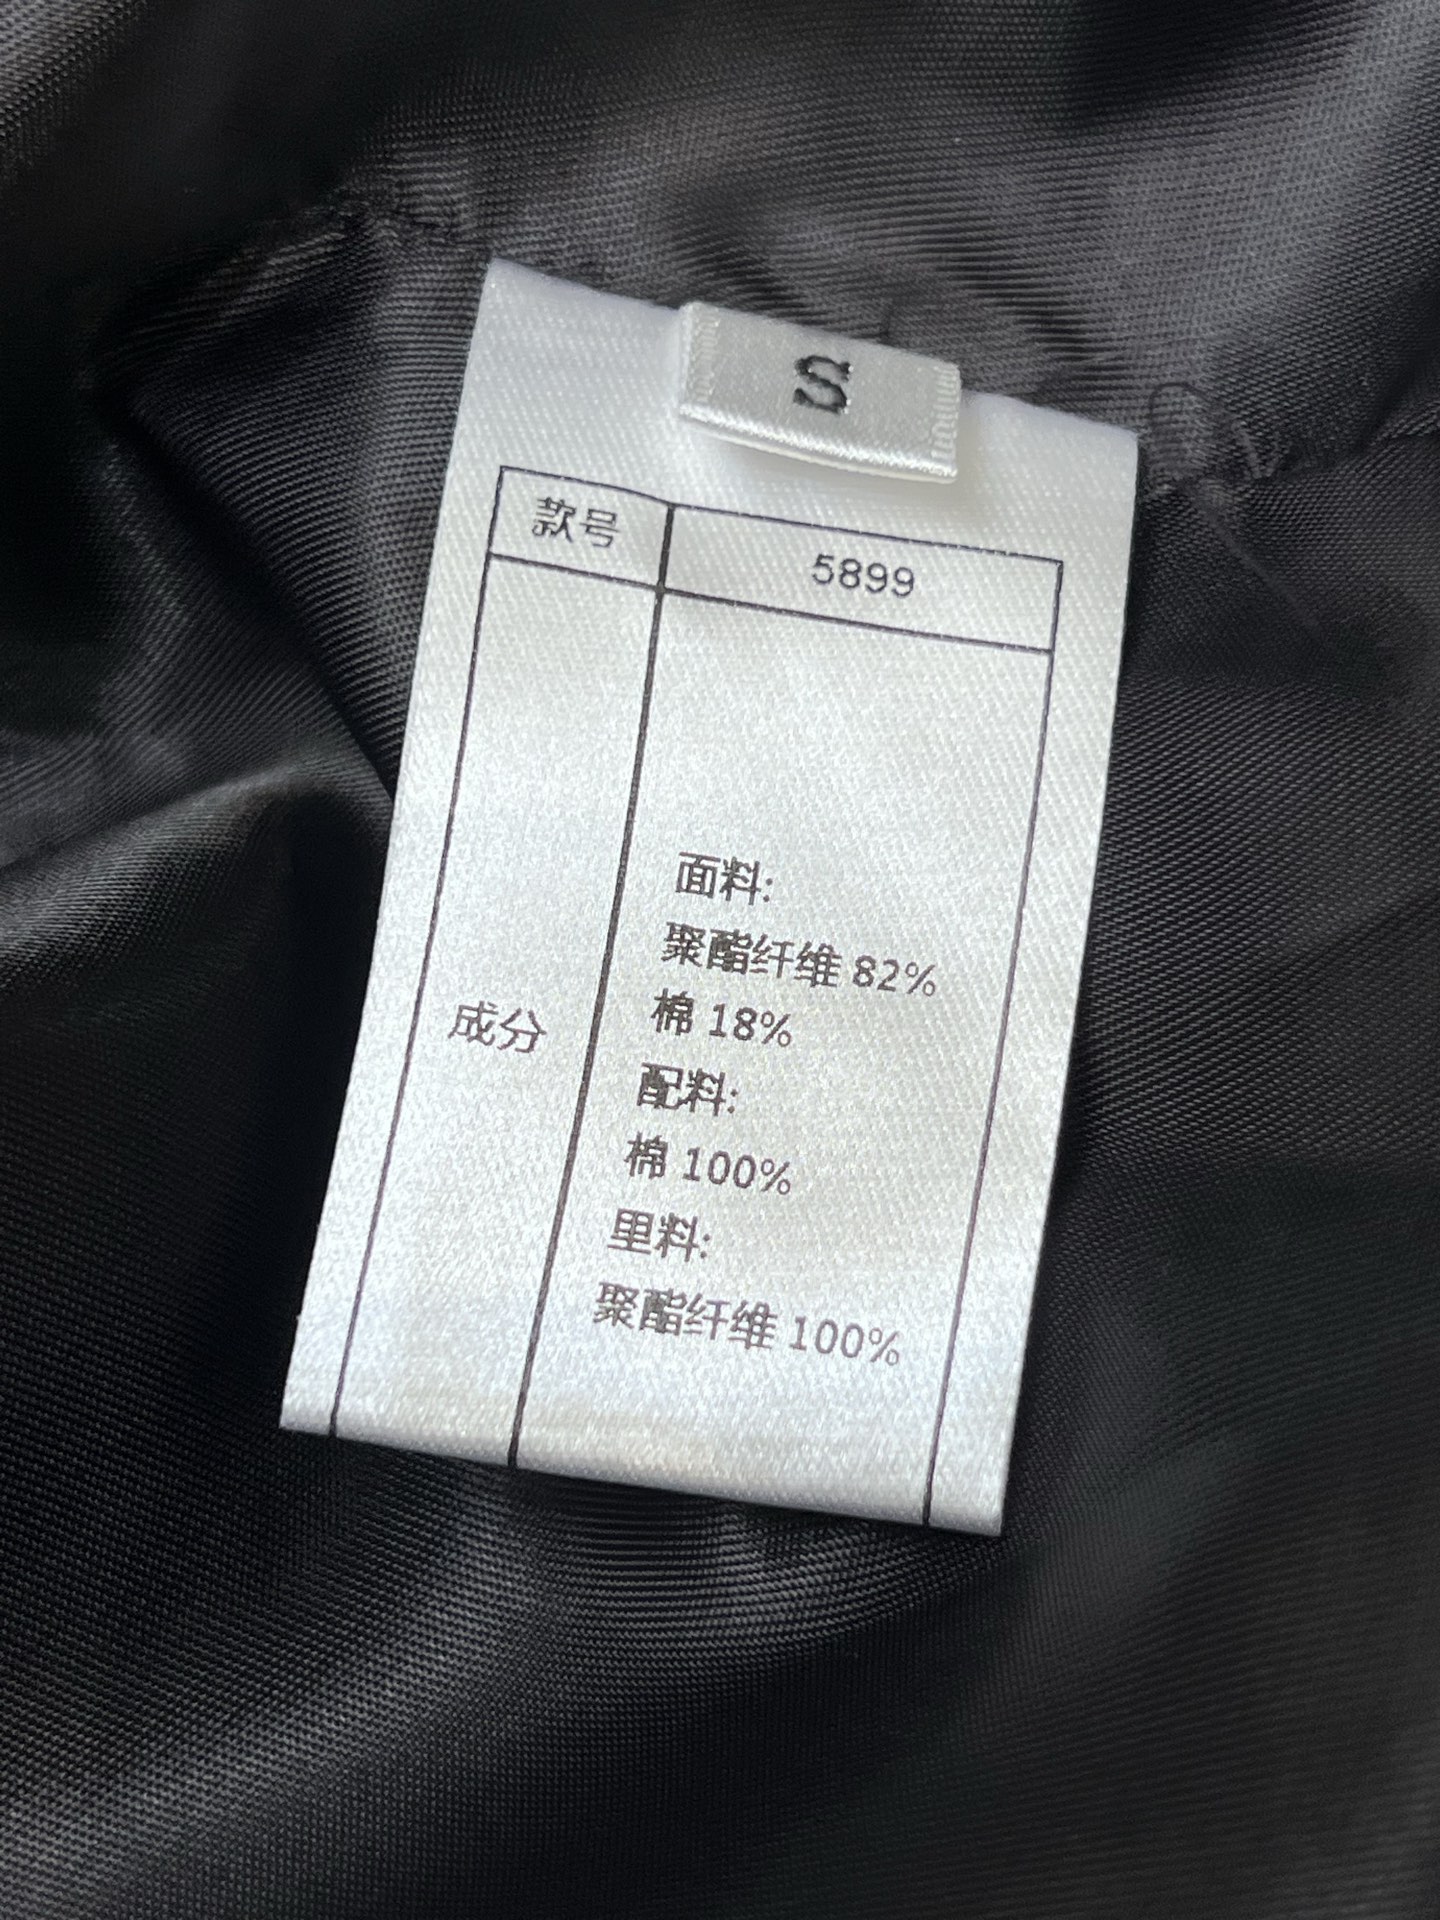 S
款号 5899
成分
面料:
聚酯纤维 82%
棉 18%
配料:
棉 100%
里料:
聚酯纤维 100%